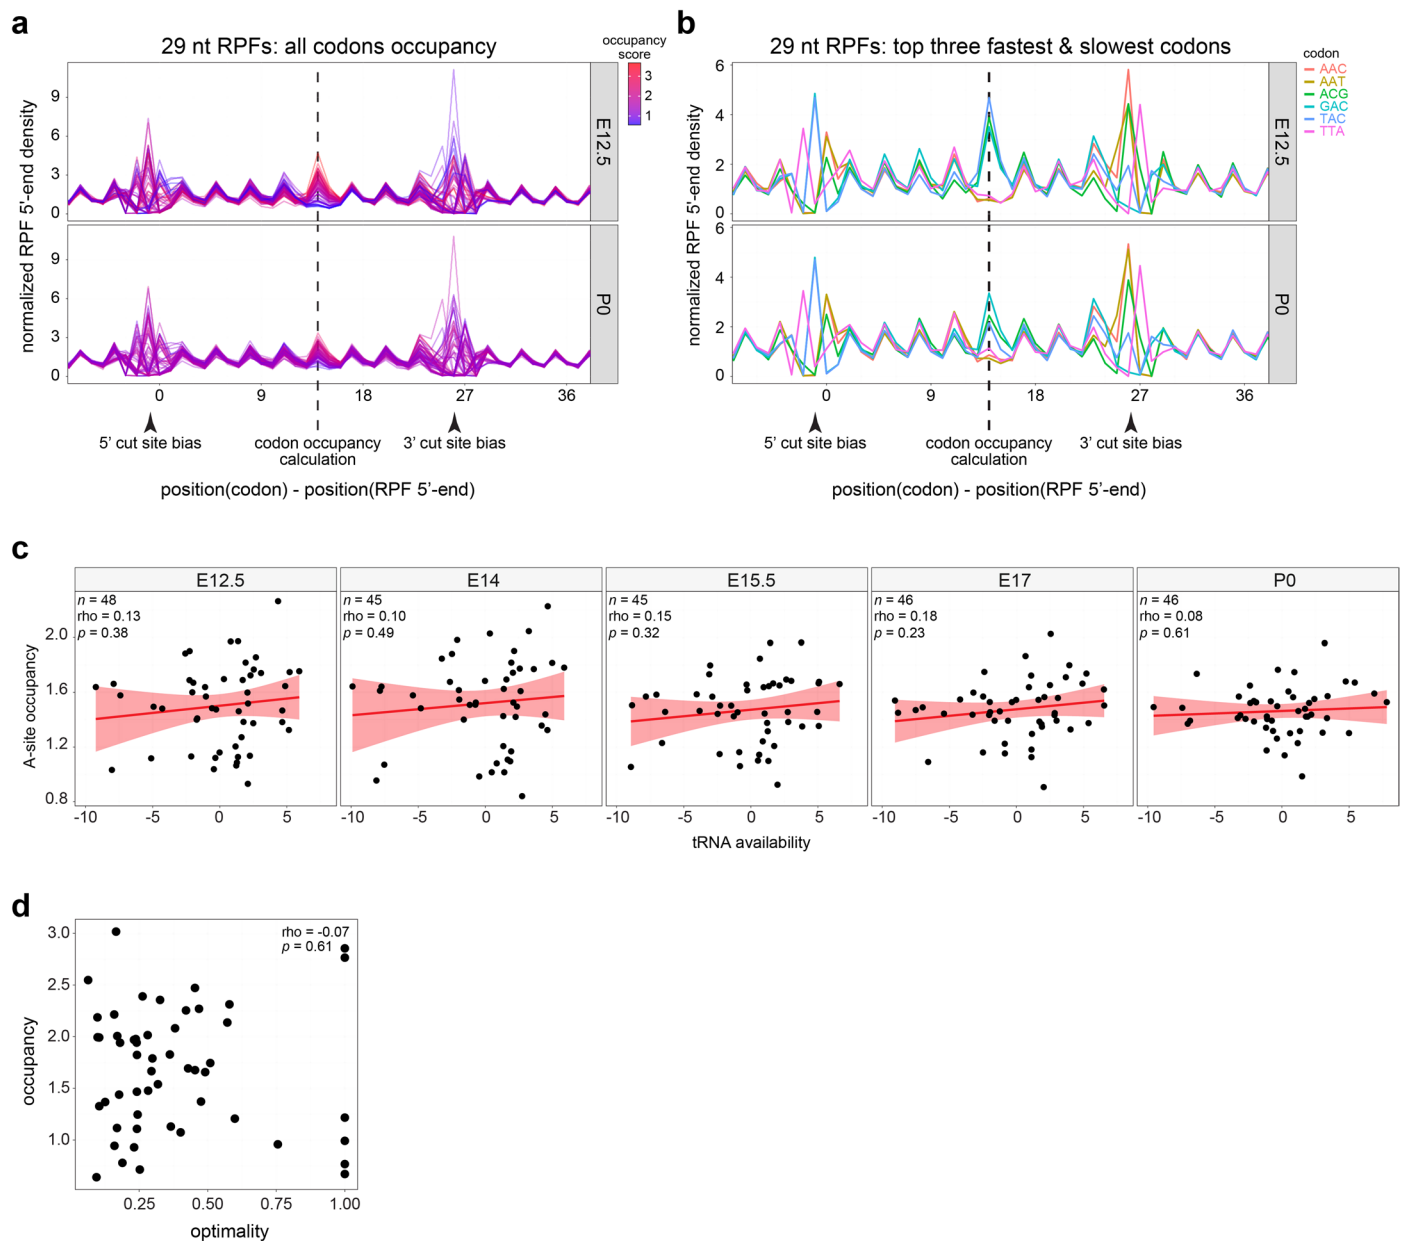 a
29 nt RPFs: all codons occupancy
occupancy
score
3
2
1
normalized RPF 5'-end density
9
6
3
0
E12.5
9
6
3
0
P0
0 9 18 27 36
5' cut site bias
codon occupancy
calculation
3' cut site bias
position(codon) - position(RPF 5'-end)
b
29 nt RPFs: top three fastest & slowest codons
codon
AAC
AAT
ACG
GAC
TAC
TTA
normalized RPF 5'-end density
6
4
2
0
E12.5
6
4
2
0
P0
0 9 18 27 36
5' cut site bias
codon occupancy
calculation
3' cut site bias
position(codon) - position(RPF 5'-end)
c
E12.5 E14 E15.5 E17 P0
n = 48
rho = 0.13
p = 0.38
n = 45
rho = 0.10
p = 0.49
n = 45
rho = 0.15
p = 0.32
n = 46
rho = 0.18
p = 0.23
n = 46
rho = 0.08
p = 0.61
A-site occupancy
2.0
1.6
1.2
0.8
-10 -5 0 5 -10 -5 0 5 -10 -5 0 5 -10 -5 0 5 -10 -5 0 5
tRNA availability
d
rho = -0.07
p = 0.61
occupancy
3.0
2.5
2.0
1.5
1.0
0.25 0.50 0.75 1.00
optimality